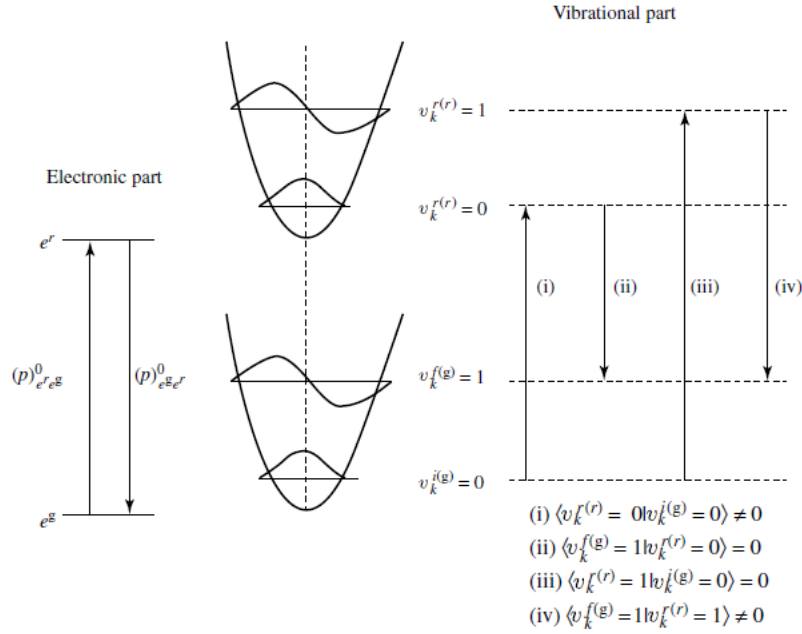 Vibrational part
Electronic part
v_k^{r(r)} = 1
v_k^{r(r)} = 0
e^r
(i)
(ii)
(iii)
(iv)
(p)^0_{e^r e^g}
(p)^0_{e^g e^r}
v_k^{f(g)} = 1
v_k^{i(g)} = 0
e^g
(i) ⟨v_k^{r(r)} = 0|v_k^{i(g)} = 0⟩ ≠ 0
(ii) ⟨v_k^{f(g)} = 1|v_k^{r(r)} = 0⟩ = 0
(iii) ⟨v_k^{r(r)} = 1|v_k^{i(g)} = 0⟩ = 0
(iv) ⟨v_k^{f(g)} = 1|v_k^{r(r)} = 1⟩ ≠ 0